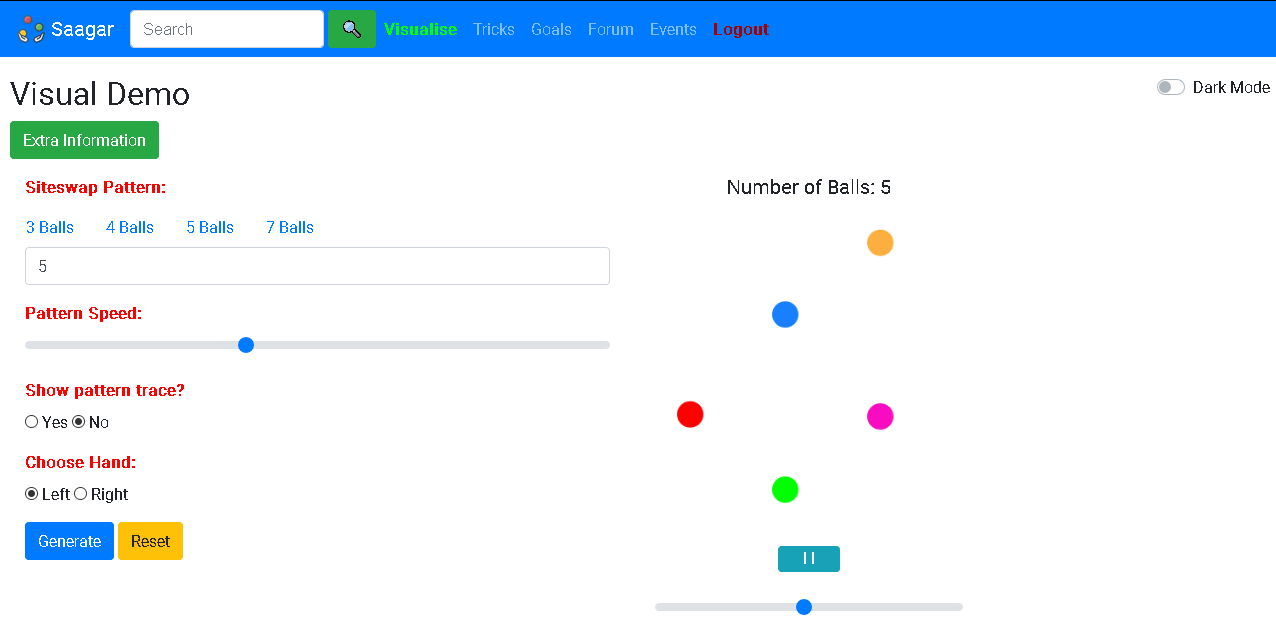 Saagar Search Visualise Tricks Goals Forum Events Logout
Visual Demo
Dark Mode
Extra Information
Siteswap Pattern:
3 Balls 4 Balls 5 Balls 7 Balls
5
Pattern Speed:
Show pattern trace?
Yes No
Choose Hand:
Left Right
Generate Reset
Number of Balls: 5